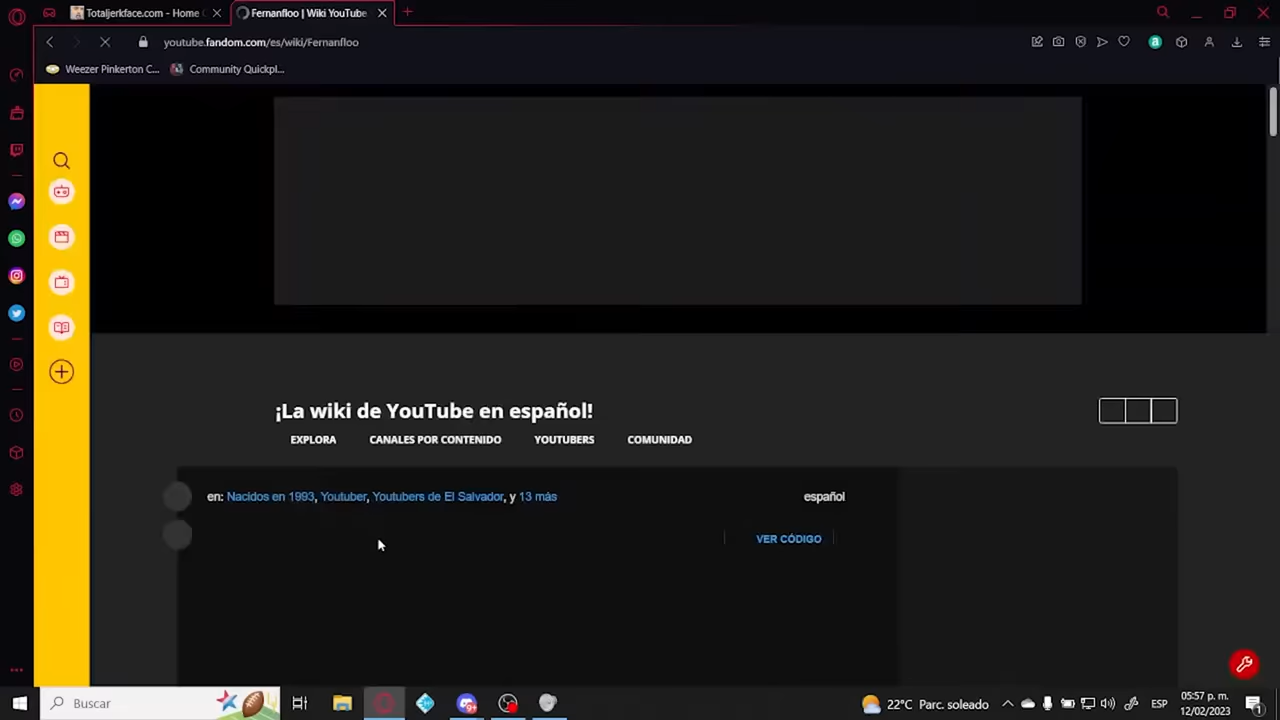 Totaljerkface.com - Home
Fernanfloo | Wiki YouTube
youtube.fandom.com/es/wiki/Fernanfloo
Weezer Pinkerton C...
Community Quickpl...
¡La wiki de YouTube en español!
EXPLORA
CANALES POR CONTENIDO
YOUTUBERS
COMUNIDAD
en: Nacidos en 1993, Youtuber, Youtubers de El Salvador, y 13 más
español
VER CÓDIGO
Buscar
22°C Parc. soleado
ESP
05:57 p. m.
12/02/2023